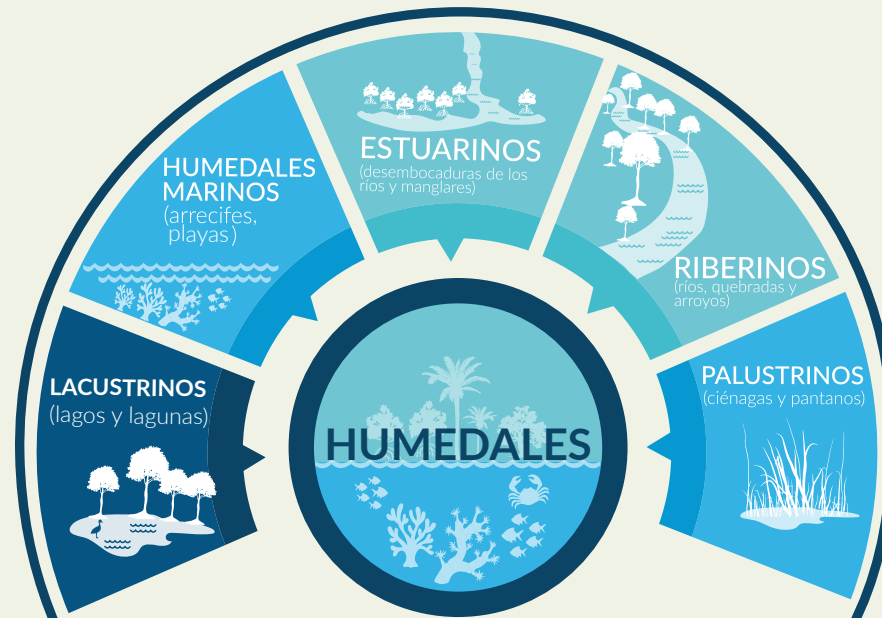 LACUSTRINOS
(lagos y lagunas)
HUMEDALES
MARINOS
(arrecifes,
playas)
ESTUARINOS
(desembocaduras de los
ríos y manglares)
RIBERINOS
(ríos, quebradas y
arroyos)
PALUSTRINOS
(ciénagas y pantanos)
HUMEDALES